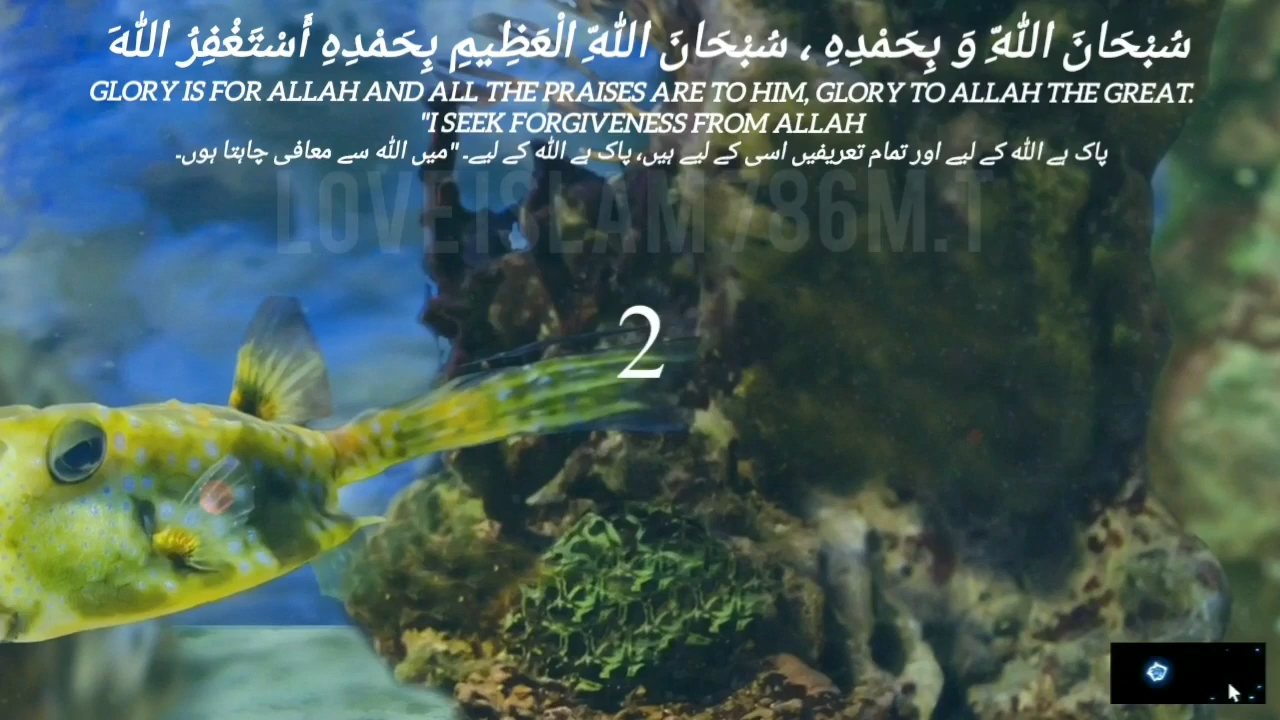 سُبْحَانَ اللّٰهِ وَ بِحَمْدِهِ ، سُبْحَانَ اللّٰهِ الْعَظِيمِ بِحَمْدِهِ أَسْتَغْفِرُ اللّٰهَ
GLORY IS FOR ALLAH AND ALL THE PRAISES ARE TO HIM, GLORY TO ALLAH THE GREAT.
"I SEEK FORGIVENESS FROM ALLAH
پاک ہے اللہ کے لیے اور تمام تعریفیں اسی کے لیے ہیں، پاک ہے اللہ کے لیے۔ "میں اللہ سے معافی چاہتا ہوں۔
LOVEISLAM786M.T
2